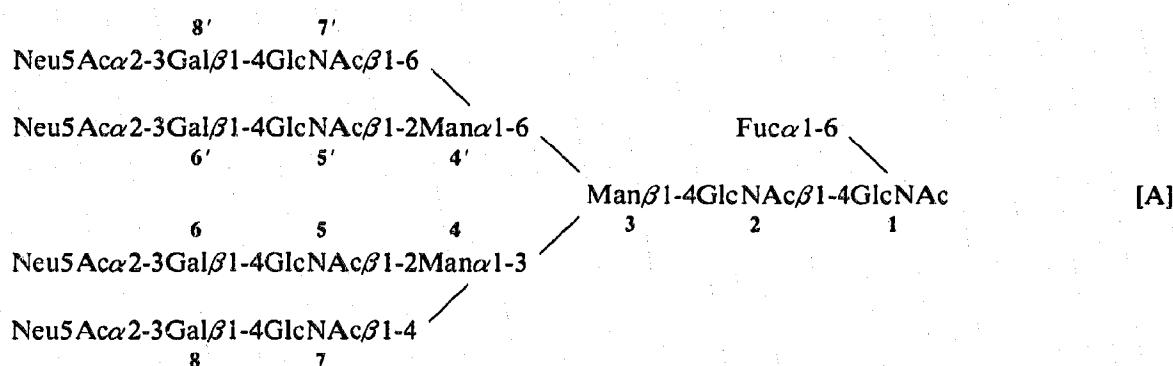 8′ 7′
Neu5Acα2-3Galβ1-4GlcNAcβ1-6
Neu5Acα2-3Galβ1-4GlcNAcβ1-2Manα1-6 Fucα1-6
6′ 5′ 4′
Manβ1-4GlcNAcβ1-4GlcNAc [A]
3 2 1
6 5 4
Neu5Acα2-3Galβ1-4GlcNAcβ1-2Manα1-3
Neu5Acα2-3Galβ1-4GlcNAcβ1-4
8 7